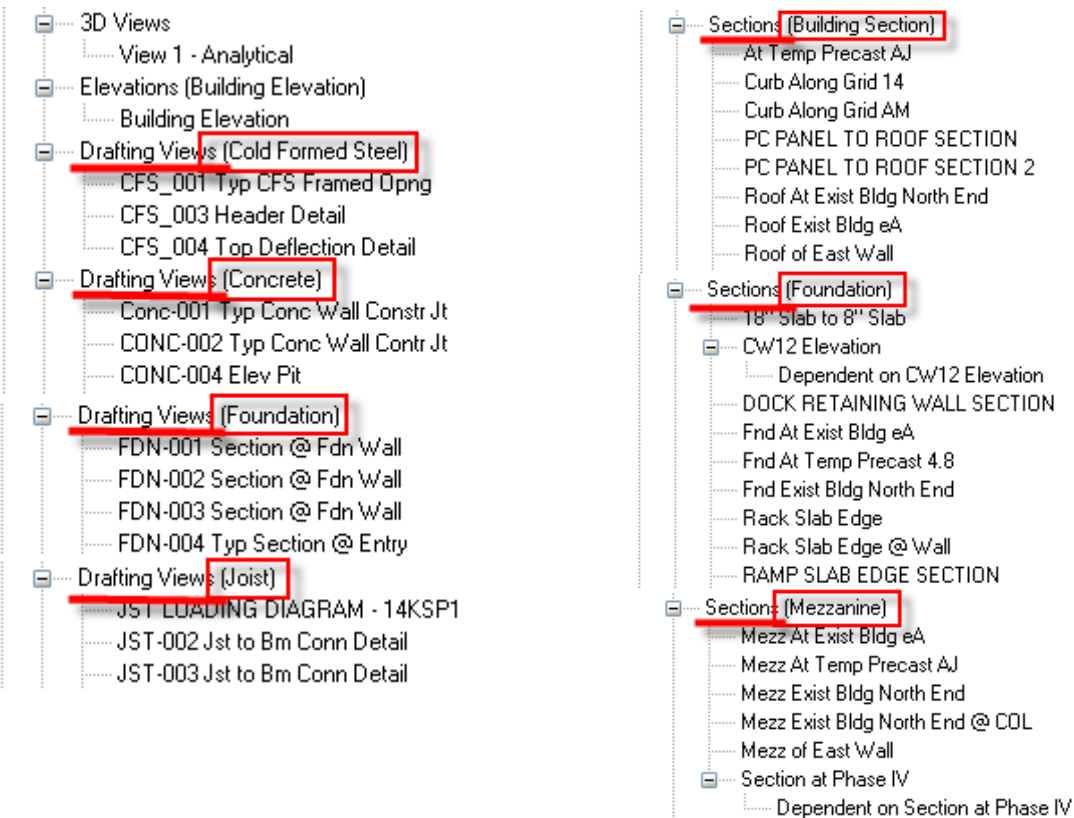 3D Views
View 1 - Analytical
Elevations (Building Elevation)
Building Elevation
Drafting Views (Cold Formed Steel)
CFS_001 Typ CFS Framed Opng
CFS_003 Header Detail
CFS_004 Top Deflection Detail
Drafting Views (Concrete)
Conc-001 Typ Conc Wall Constr Jt
CONC-002 Typ Conc Wall Contr Jt
CONC-004 Elev Pit
Drafting Views (Foundation)
FDN-001 Section @ Fdn Wall
FDN-002 Section @ Fdn Wall
FDN-003 Section @ Fdn Wall
FDN-004 Typ Section @ Entry
Drafting Views (Joist)
JST LOADING DIAGRAM - 14KSP1
JST-002 Jst to Bm Conn Detail
JST-003 Jst to Bm Conn Detail
Sections (Building Section)
At Temp Precast AJ
Curb Along Grid 14
Curb Along Grid AM
PC PANEL TO ROOF SECTION
PC PANEL TO ROOF SECTION 2
Roof At Exist Bldg North End
Roof Exist Bldg eA
Roof of East Wall
Sections (Foundation)
18" Slab to 8" Slab
CW12 Elevation
Dependent on CW12 Elevation
DOCK RETAINING WALL SECTION
Fnd At Exist Bldg eA
Fnd At Temp Precast 4.8
Fnd Exist Bldg North End
Rack Slab Edge
Rack Slab Edge @ Wall
RAMP SLAB EDGE SECTION
Sections (Mezzanine)
Mezz At Exist Bldg eA
Mezz At Temp Precast AJ
Mezz Exist Bldg North End
Mezz Exist Bldg North End @ COL
Mezz of East Wall
Section at Phase IV
Dependent on Section at Phase IV